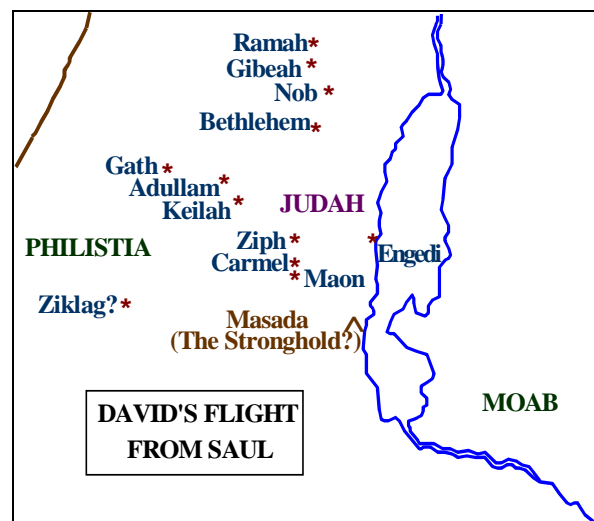 Ramah*
Gibeah *
Nob *
Bethlehem*
Gath *
Adullam *
Keilah *
JUDAH
PHILISTIA
Ziph *
* Engedi
Carmel*
* Maon
Ziklag? *
Masada
(The Stronghold?)
DAVID'S FLIGHT
FROM SAUL
MOAB